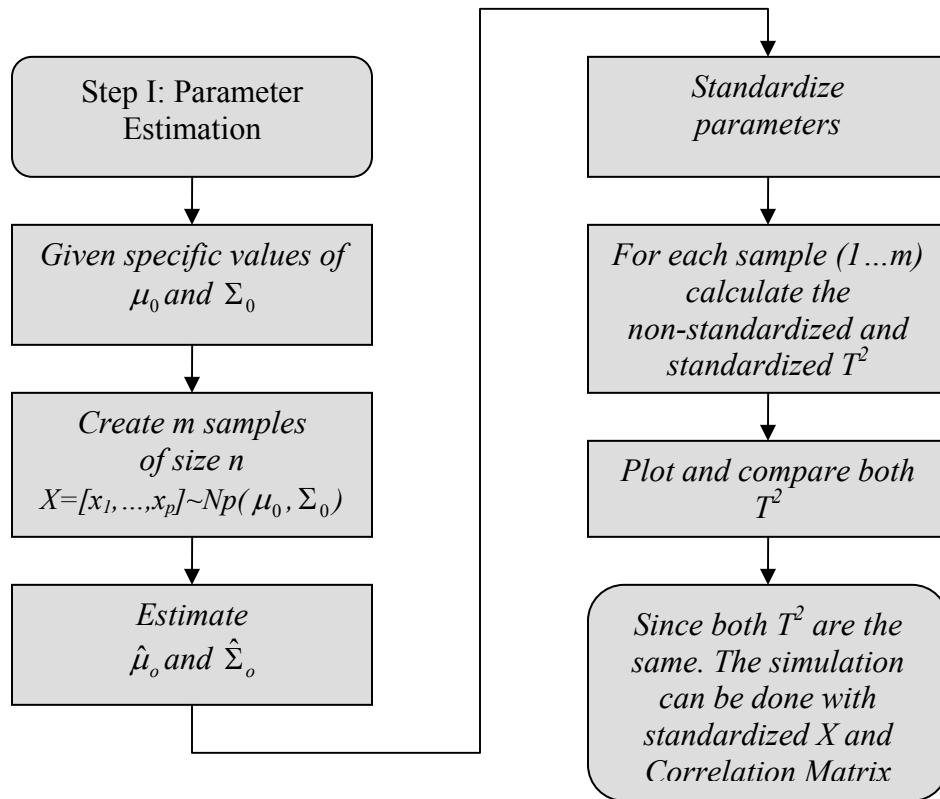 Step I: Parameter
Estimation
Given specific values of
μ₀ and Σ₀
Create m samples
of size n
X=[x₁,...,xₚ]~Np( μ₀ , Σ₀ )
Estimate
μ̂ₒ and Σ̂ₒ
Standardize
parameters
For each sample (1...m)
calculate the
non-standardized and
standardized T²
Plot and compare both
T²
Since both T² are the
same. The simulation
can be done with
standardized X and
Correlation Matrix